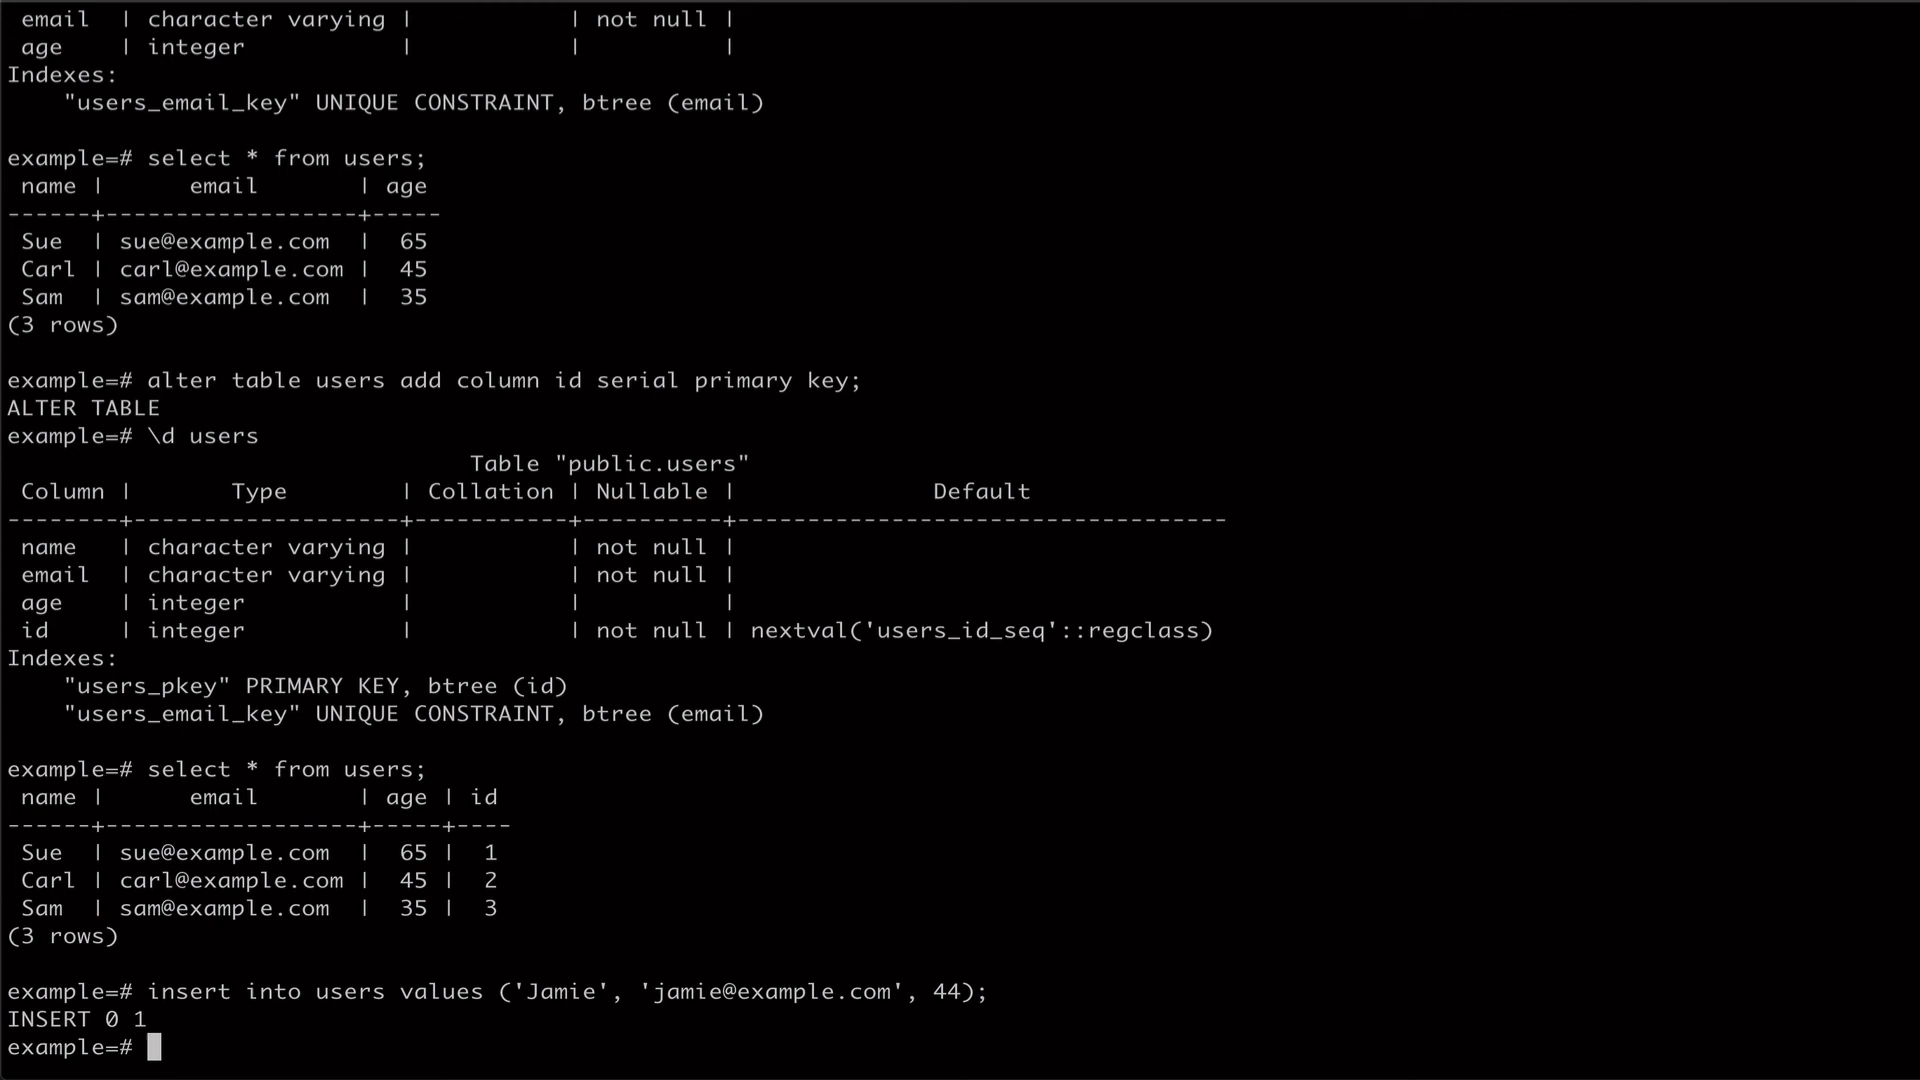 email  | character varying |           | not null |
 age    | integer           |           |          |
Indexes:
    "users_email_key" UNIQUE CONSTRAINT, btree (email)

example=# select * from users;
 name |      email       | age
------+------------------+-----
 Sue  | sue@example.com  |  65
 Carl | carl@example.com |  45
 Sam  | sam@example.com  |  35
(3 rows)

example=# alter table users add column id serial primary key;
ALTER TABLE
example=# \d users
                                 Table "public.users"
 Column |       Type        | Collation | Nullable |              Default
--------+-------------------+-----------+----------+-----------------------------------
 name   | character varying |           | not null |
 email  | character varying |           | not null |
 age    | integer           |           |          |
 id     | integer           |           | not null | nextval('users_id_seq'::regclass)
Indexes:
    "users_pkey" PRIMARY KEY, btree (id)
    "users_email_key" UNIQUE CONSTRAINT, btree (email)

example=# select * from users;
 name |      email       | age | id
------+------------------+-----+----
 Sue  | sue@example.com  |  65 |  1
 Carl | carl@example.com |  45 |  2
 Sam  | sam@example.com  |  35 |  3
(3 rows)

example=# insert into users values ('Jamie', 'jamie@example.com', 44);
INSERT 0 1
example=#